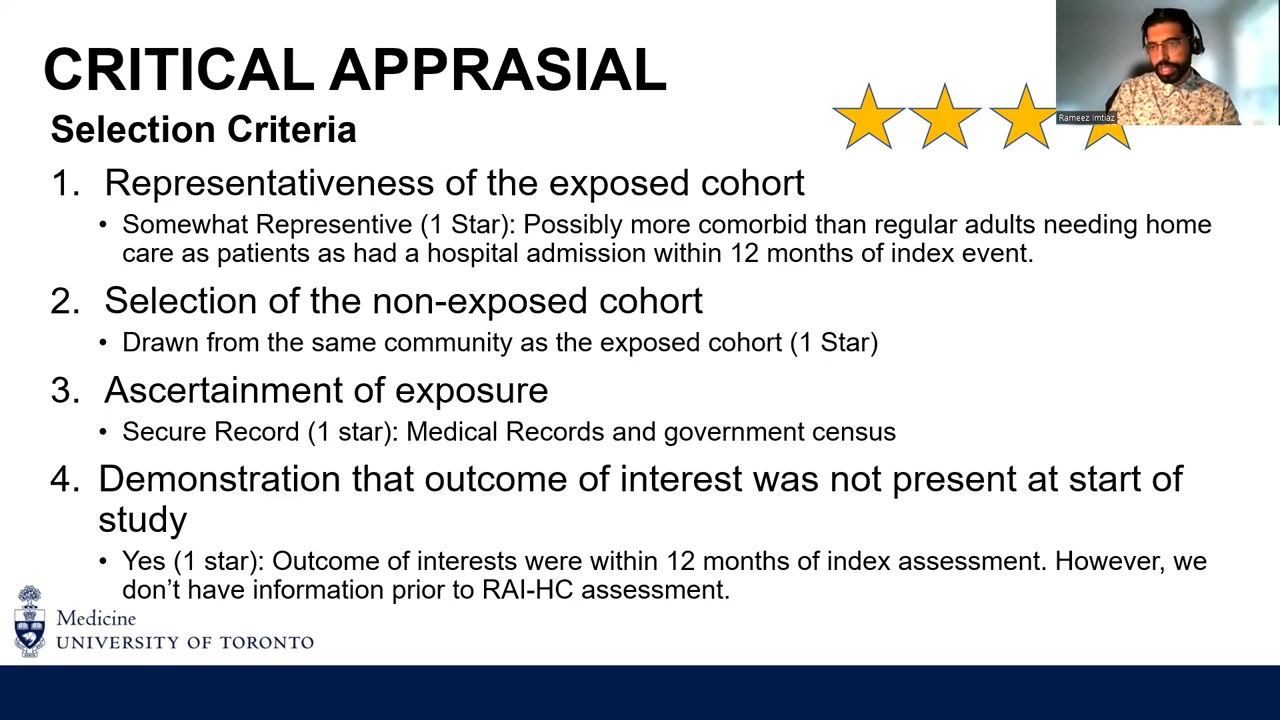 CRITICAL APPRASIAL
Selection Criteria
Rameez Imtiaz
1. Representativeness of the exposed cohort
• Somewhat Representive (1 Star): Possibly more comorbid than regular adults needing home
care as patients as had a hospital admission within 12 months of index event.
2. Selection of the non-exposed cohort
• Drawn from the same community as the exposed cohort (1 Star)
3. Ascertainment of exposure
• Secure Record (1 star): Medical Records and government census
4. Demonstration that outcome of interest was not present at start of
study
• Yes (1 star): Outcome of interests were within 12 months of index assessment. However, we
don’t have information prior to RAI-HC assessment.
Medicine
UNIVERSITY OF TORONTO